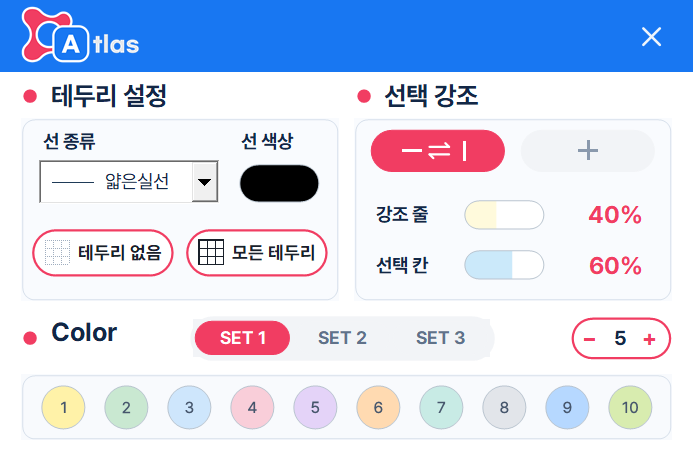 Atlas
테두리 설정
선 종류
선 색상
얇은실선
테두리 없음
모든 테두리
선택 강조
강조 줄
40%
선택 칸
60%
Color
SET 1
SET 2
SET 3
− 5 +
1
2
3
4
5
6
7
8
9
10